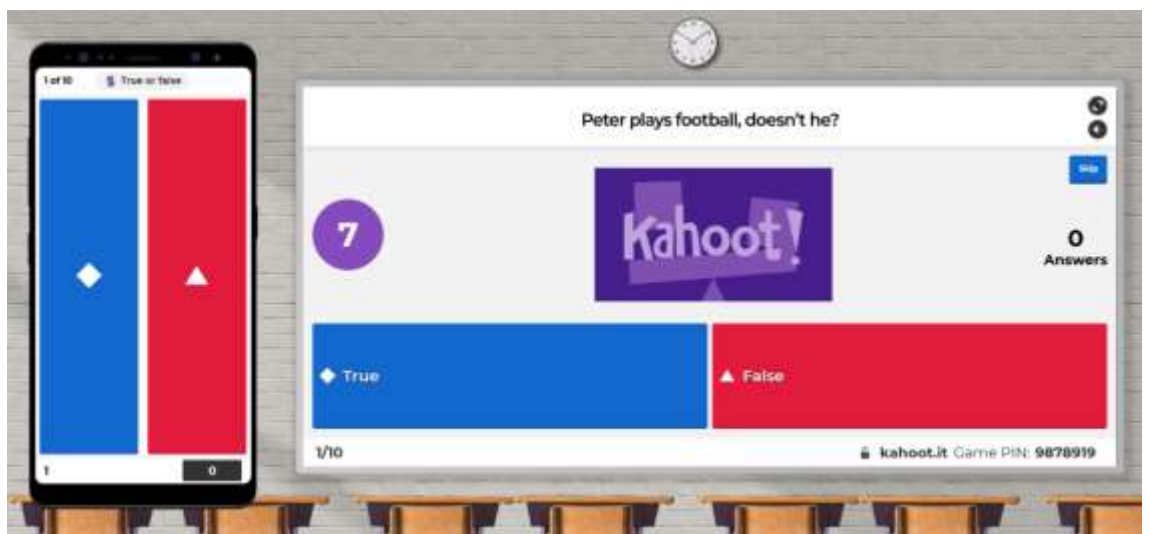 1 of 10
True or false
1
0
Peter plays football, doesn't he?
Skip
7
Kahoot!
0
Answers
True
False
1/10
kahoot.it Game PIN: 9878919